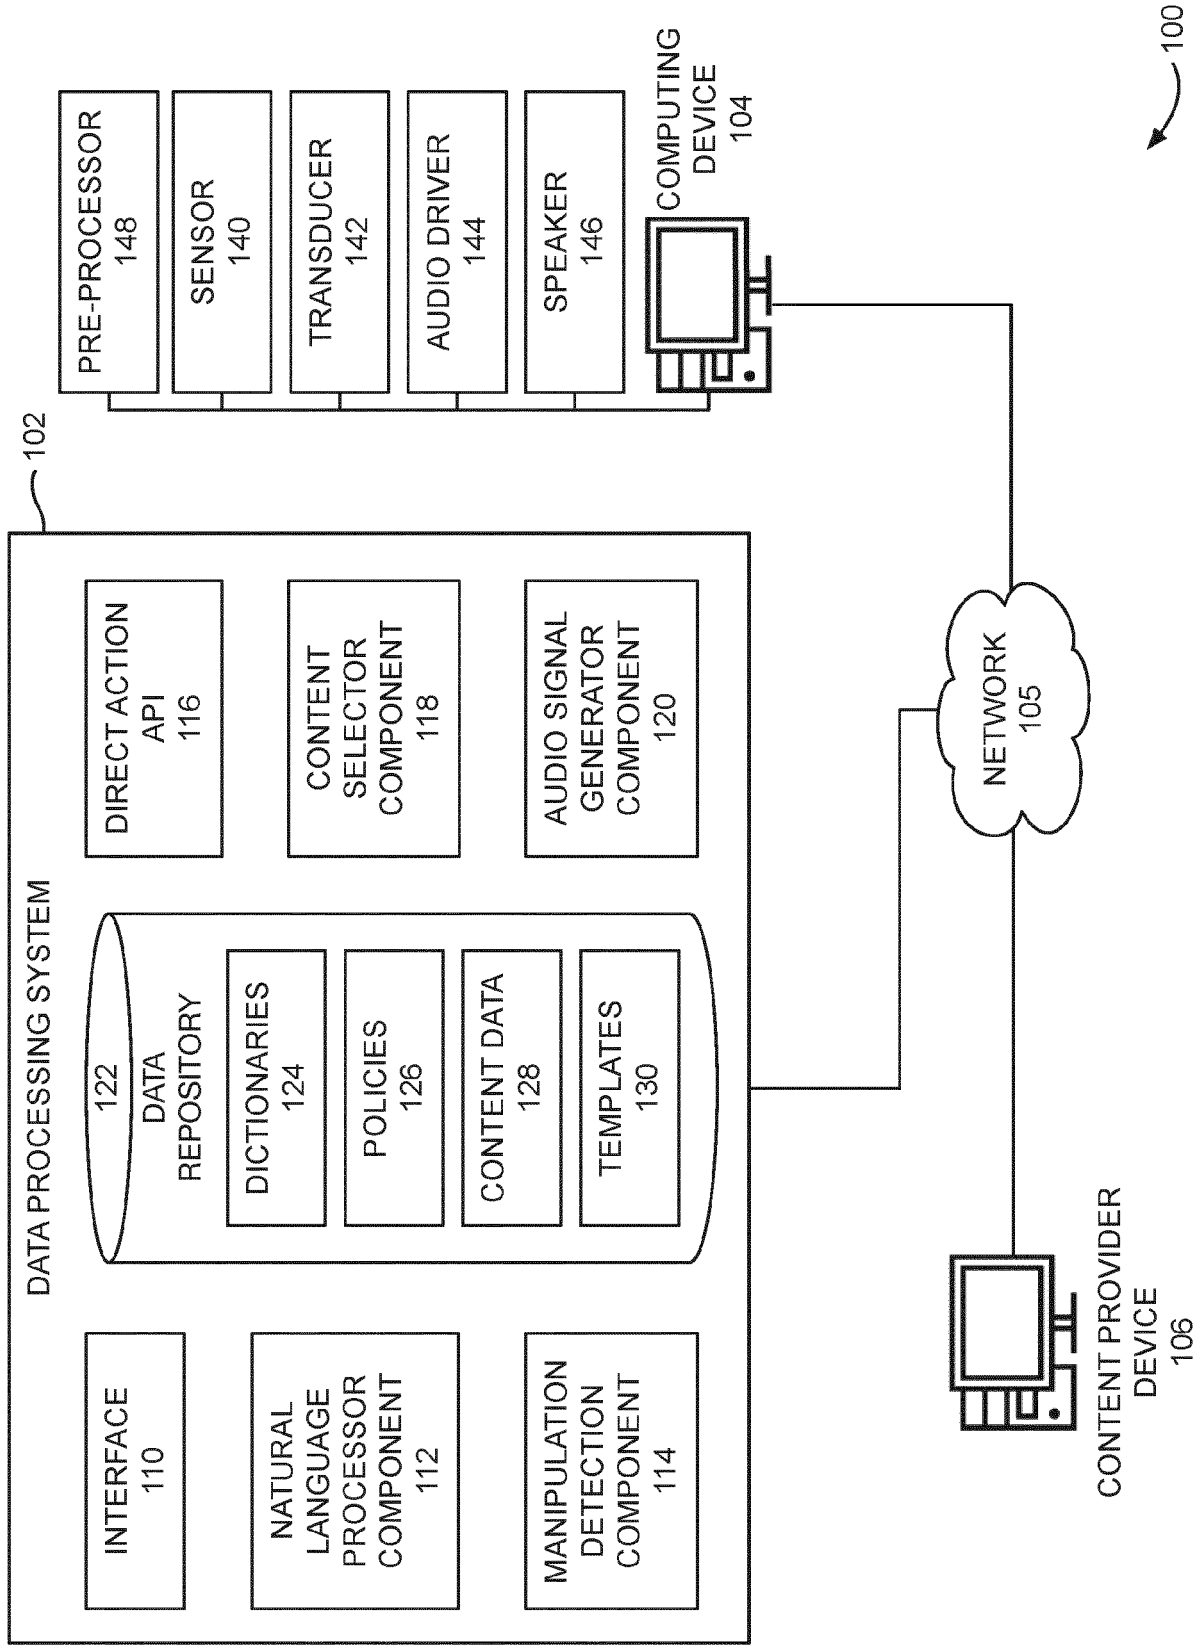 DATA PROCESSING SYSTEM
102
INTERFACE
110
NATURAL
LANGUAGE
PROCESSOR
COMPONENT
112
MANIPULATION
DETECTION
COMPONENT
114
122
DATA
REPOSITORY
DICTIONARIES
124
POLICIES
126
CONTENT DATA
128
TEMPLATES
130
DIRECT ACTION
API
116
CONTENT
SELECTOR
COMPONENT
118
AUDIO SIGNAL
GENERATOR
COMPONENT
120
PRE-PROCESSOR
148
SENSOR
140
TRANSDUCER
142
AUDIO DRIVER
144
SPEAKER
146
COMPUTING
DEVICE
104
NETWORK
105
CONTENT PROVIDER
DEVICE
106
100